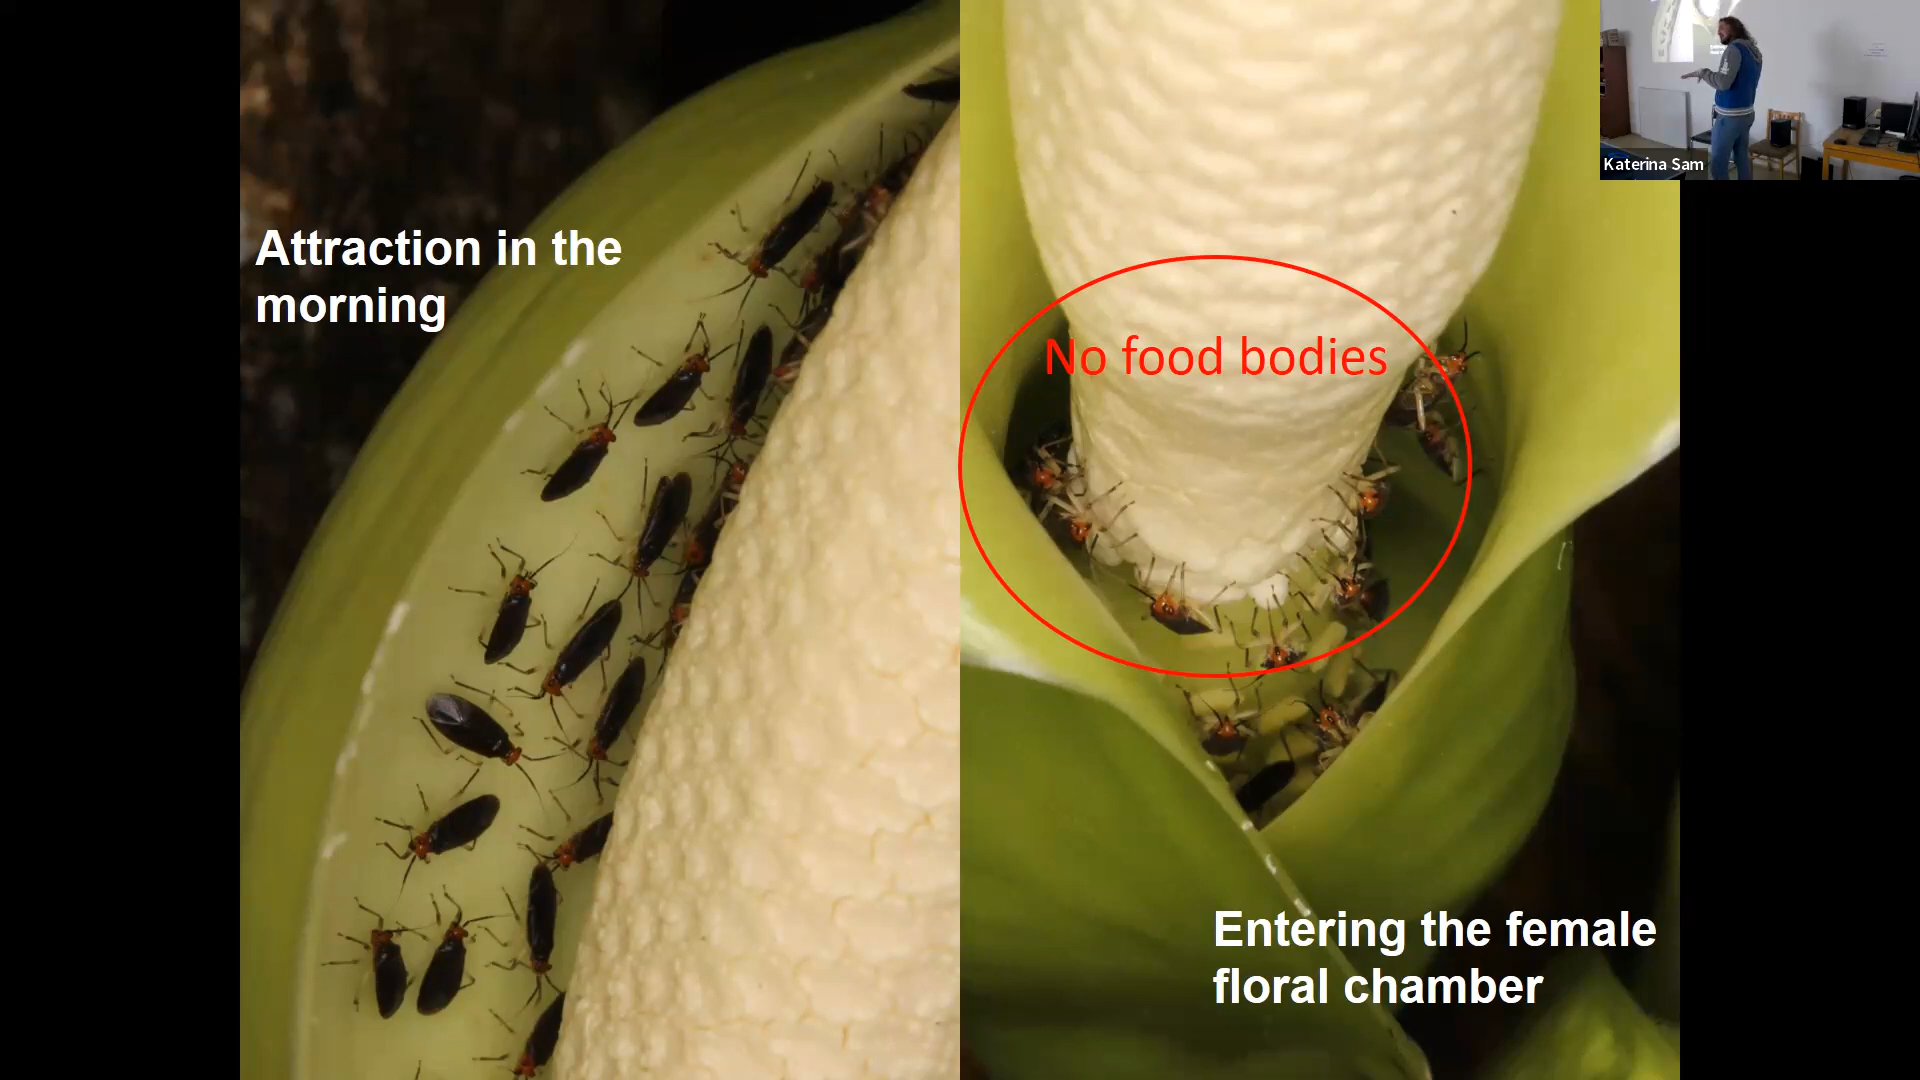 Attraction in the
morning
No food bodies
Entering the female
floral chamber
Katerina Sam